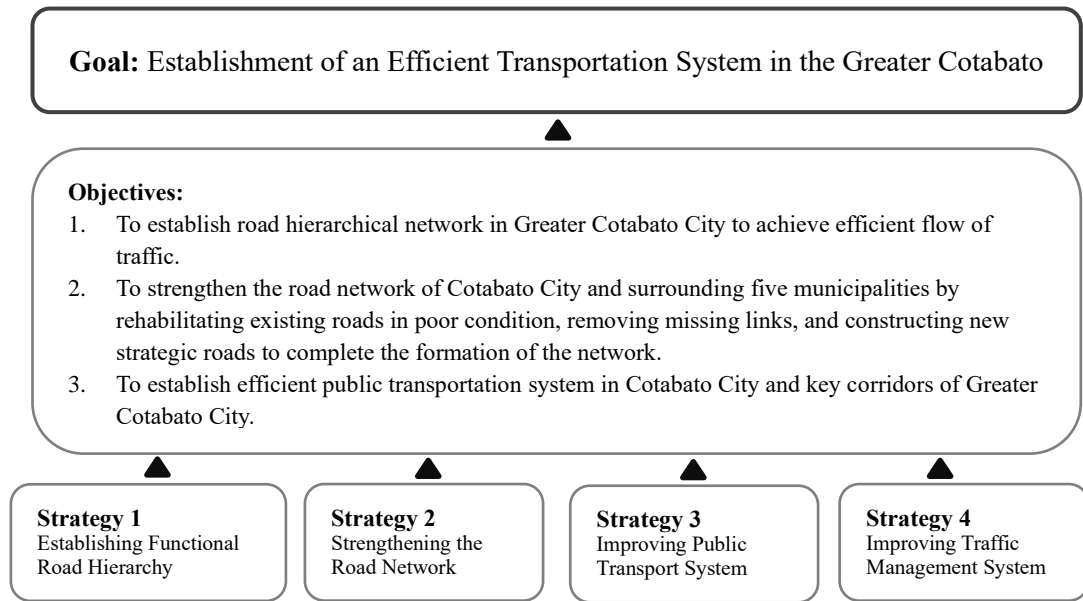 Goal: Establishment of an Efficient Transportation System in the Greater Cotabato
Objectives:
1. To establish road hierarchical network in Greater Cotabato City to achieve efficient flow of
traffic.
2. To strengthen the road network of Cotabato City and surrounding five municipalities by
rehabilitating existing roads in poor condition, removing missing links, and constructing new
strategic roads to complete the formation of the network.
3. To establish efficient public transportation system in Cotabato City and key corridors of Greater
Cotabato City.
Strategy 1
Establishing Functional
Road Hierarchy
Strategy 2
Strengthening the
Road Network
Strategy 3
Improving Public
Transport System
Strategy 4
Improving Traffic
Management System